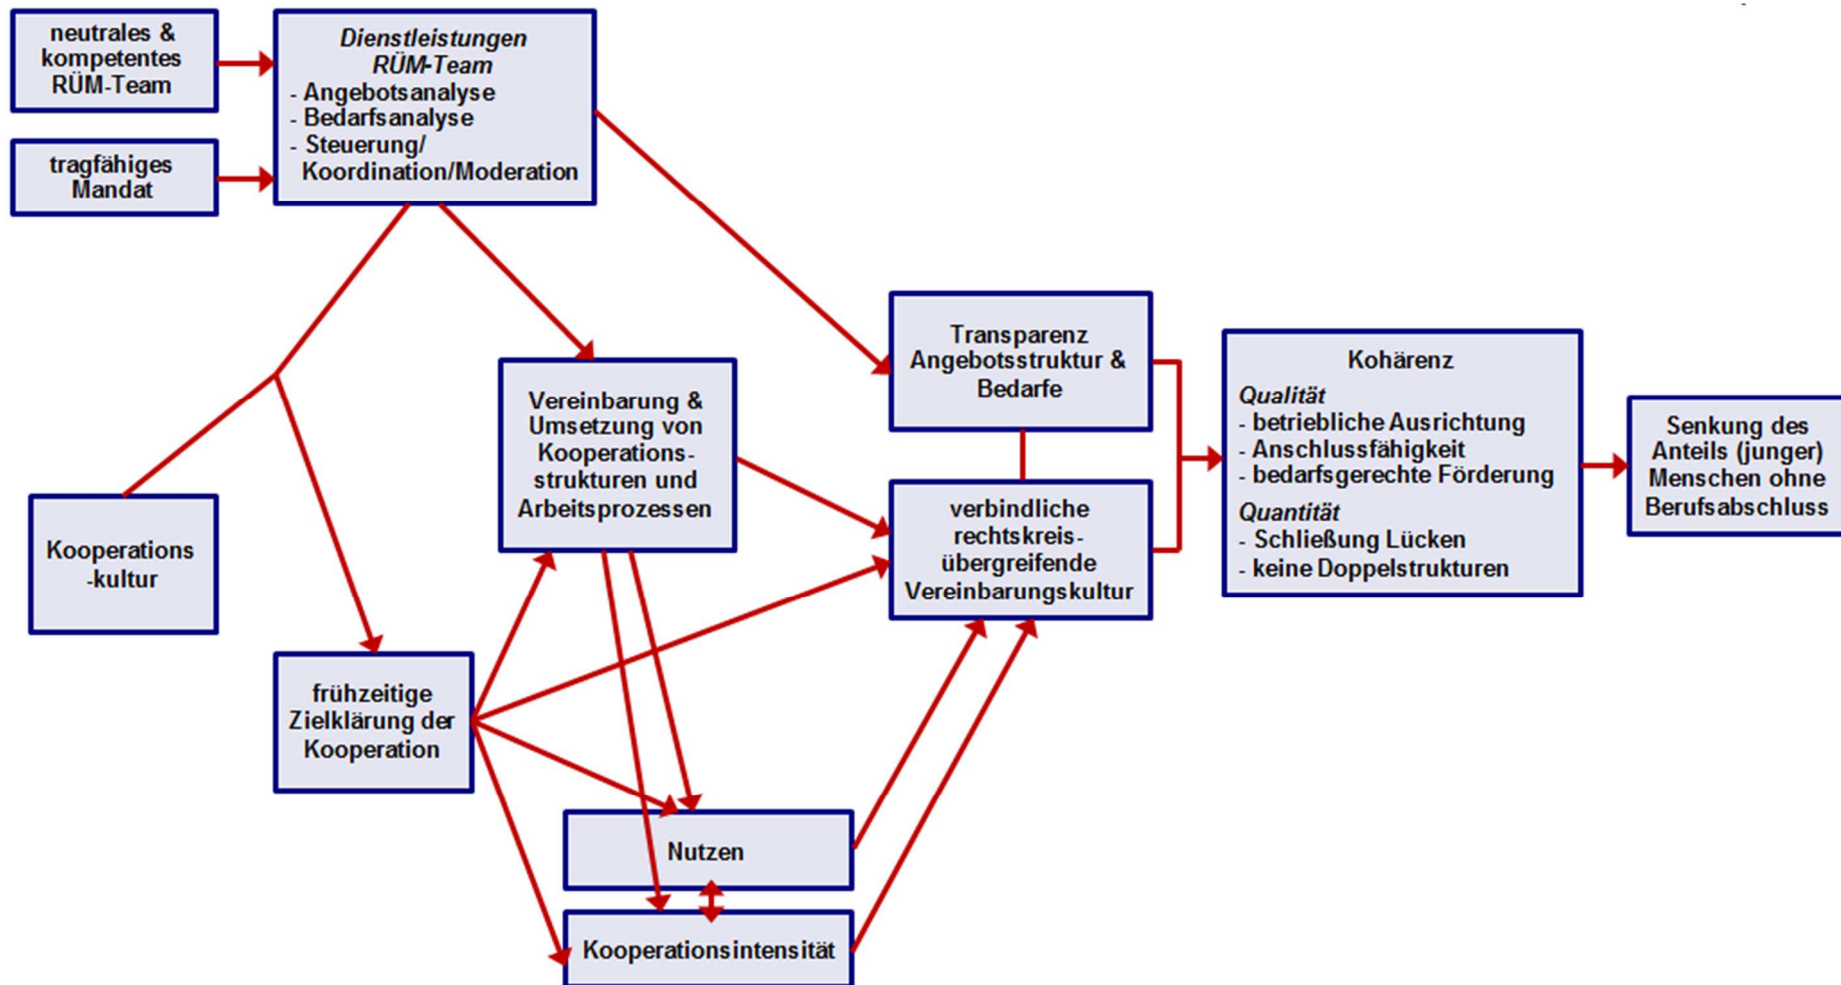 neutrales &
kompetentes
RÜM-Team
tragfähiges
Mandat
Dienstleistungen
RÜM-Team
- Angebotsanalyse
- Bedarfsanalyse
- Steuerung/
Koordination/Moderation
Kooperations
-kultur
frühzeitige
Zielklärung der
Kooperation
Vereinbarung &
Umsetzung von
Kooperations-
strukturen und
Arbeitsprozessen
Nutzen
Kooperationsintensität
Transparenz
Angebotsstruktur &
Bedarfe
verbindliche
rechtskreis-
übergreifende
Vereinbarungskultur
Kohärenz
Qualität
- betriebliche Ausrichtung
- Anschlussfähigkeit
- bedarfsgerechte Förderung
Quantität
- Schließung Lücken
- keine Doppelstrukturen
Senkung des
Anteils (junger)
Menschen ohne
Berufsabschluss